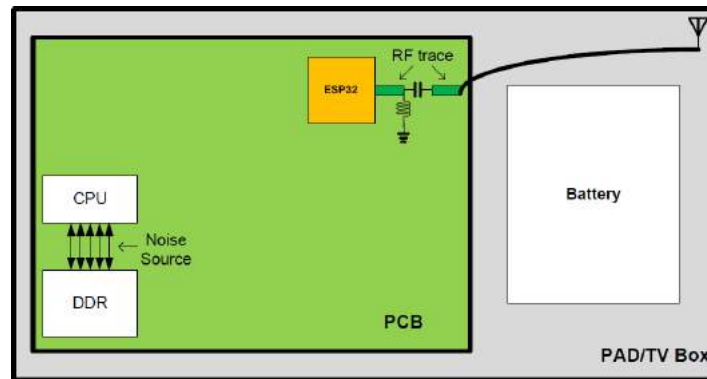 RF trace
ESP32
CPU
Noise
Source
DDR
Battery
PCB
PAD/TV Box